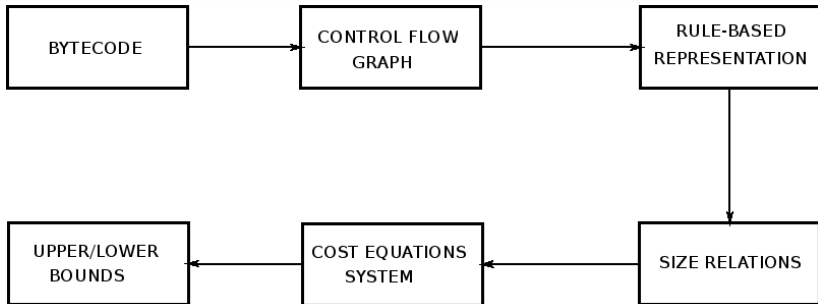 BYTECODE
CONTROL FLOW
GRAPH
RULE-BASED
REPRESENTATION
UPPER/LOWER
BOUNDS
COST EQUATIONS
SYSTEM
SIZE RELATIONS